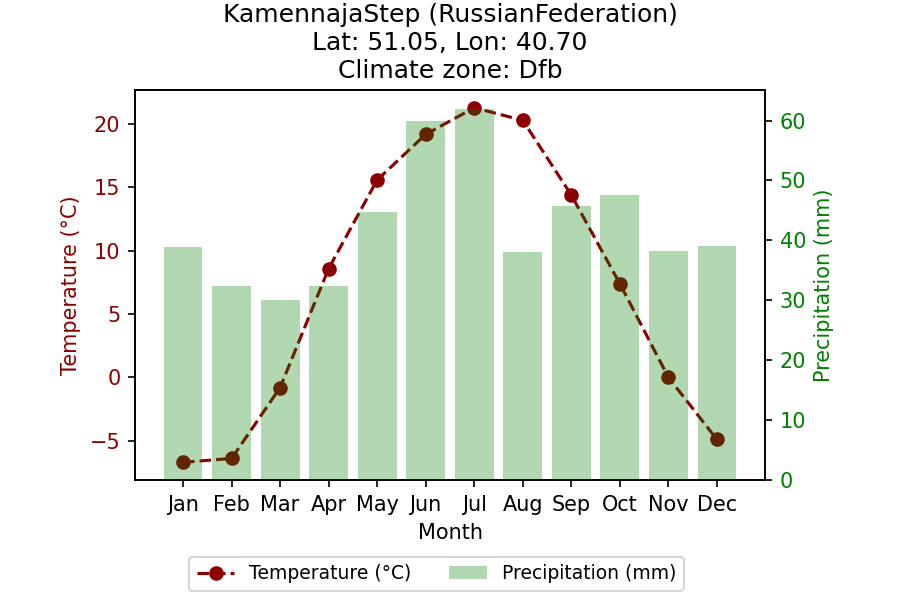 KamennajaStep (RussianFederation)
Lat: 51.05, Lon: 40.70
Climate zone: Dfb
Temperature (°C)
20
15
10
5
0
−5
60
50
40
30
20
10
0
Precipitation (mm)
Jan Feb Mar Apr May Jun Jul Aug Sep Oct Nov Dec
Month
Temperature (°C) Precipitation (mm)